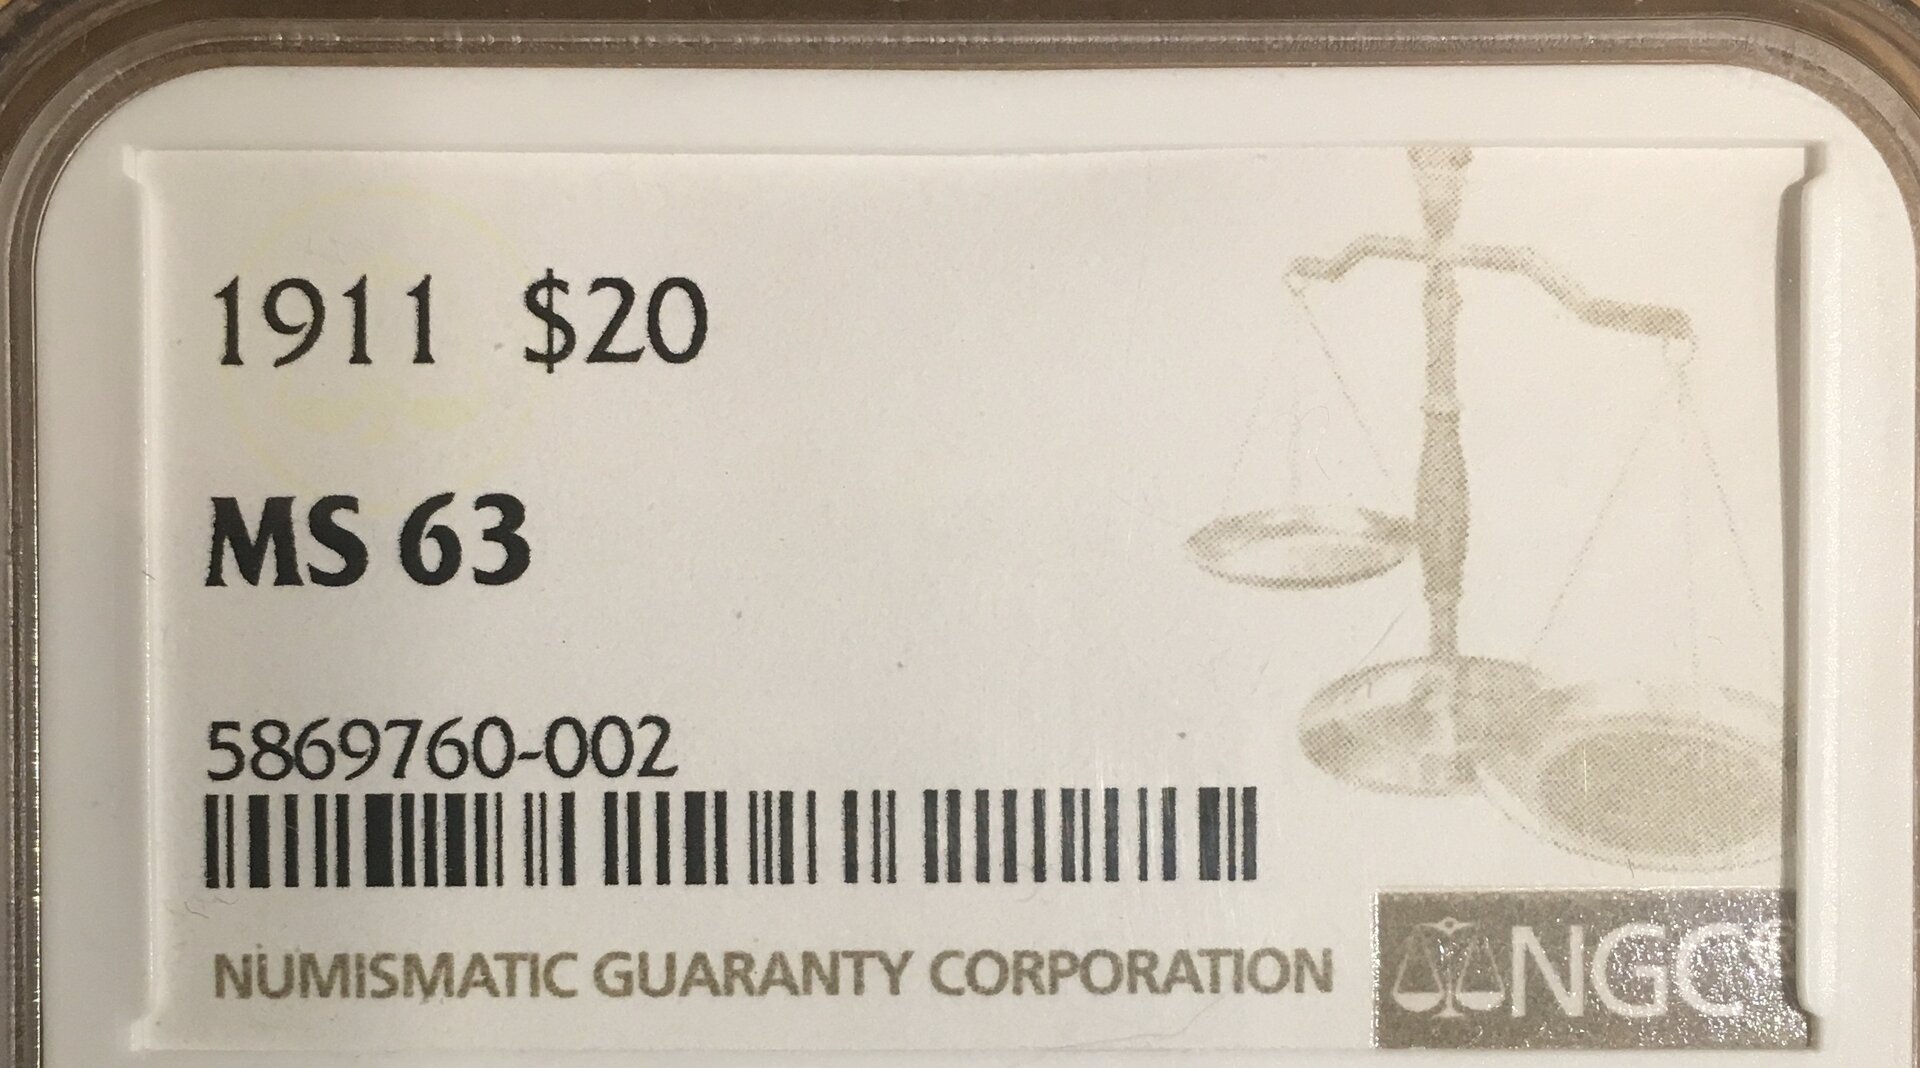 1911 $20
MS 63
5869760-002
NUMISMATIC GUARANTY CORPORATION
NGC